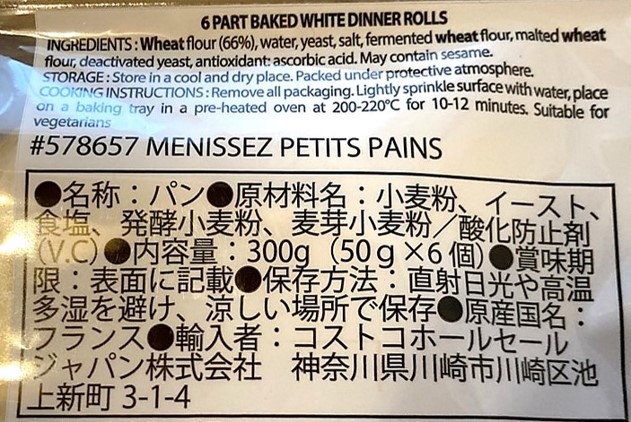 6 PART BAKED WHITE DINNER ROLLS
INGREDIENTS : Wheat flour (66%), water, yeast, salt, fermented wheat flour, malted wheat
flour, deactivated yeast, antioxidant: ascorbic acid. May contain sesame.
STORAGE : Store in a cool and dry place. Packed under protective atmosphere.
COOKING INSTRUCTIONS : Remove all packaging. Lightly sprinkle surface with water, place
on a baking tray in a pre-heated oven at 200-220°C for 10-12 minutes. Suitable for
vegetarians
#578657 MENISSEZ PETITS PAINS
●名称：パン●原材料名：小麦粉、イースト、
食塩、発酵小麦粉、麦芽小麦粉／酸化防止剤
（V.C）●内容量：300g（50ｇ×6個）●賞味期
限：表面に記載●保存方法：直射日光や高温
多湿を避け、涼しい場所で保存●原産国名：
フランス●輸入者：コストコホールセール
ジャパン株式会社　神奈川県川崎市川崎区池
上新町 3-1-4